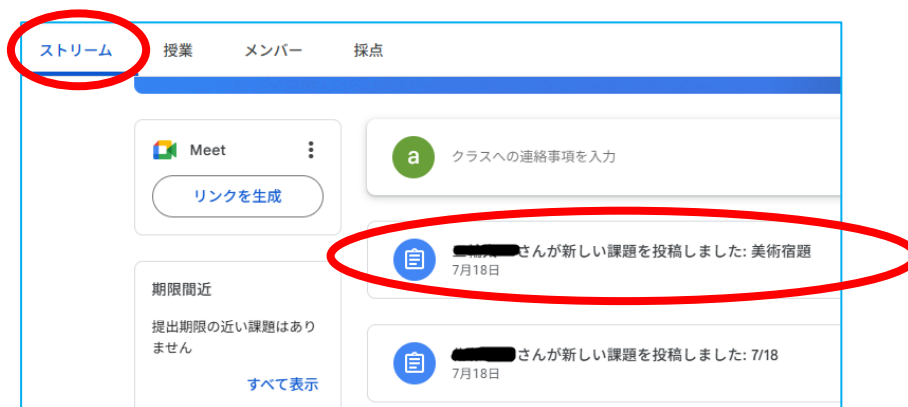 ストリーム
授業
メンバー
採点
Meet
リンクを生成
a
クラスへの連絡事項を入力
さんが新しい課題を投稿しました: 美術宿題
7月18日
期限間近
提出期限の近い課題はあり
ません
すべて表示
さんが新しい課題を投稿しました: 7/18
7月18日